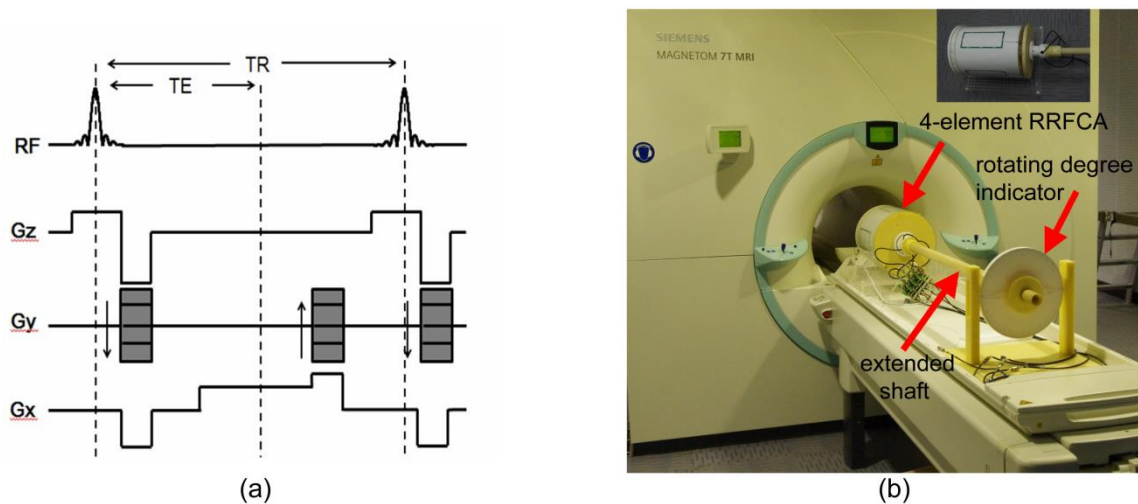 TR
TE
RF
Gz
Gy
Gx
(a)
SIEMENS
MAGNETOM 7T MRI
4-element RRFCA
rotating degree
indicator
extended
shaft
(b)